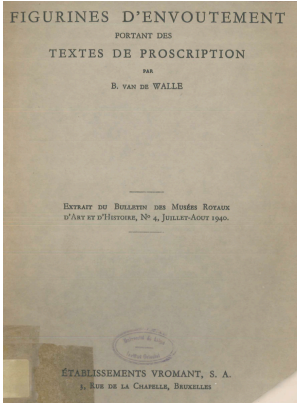 FIGURINES D'ENVOUTEMENT
PORTANT DES
TEXTES DE PROSCRIPTION
PAR
B. VAN DE WALLE
EXTRAIT DU BULLETIN DES MUSÉES ROYAUX
D'ART ET D'HISTOIRE, Nº 4, JUILLET-AOUT 1940.
ÉTABLISSEMENTS VROMANT, S. A.
3, RUE DE LA CHAPELLE, BRUXELLES